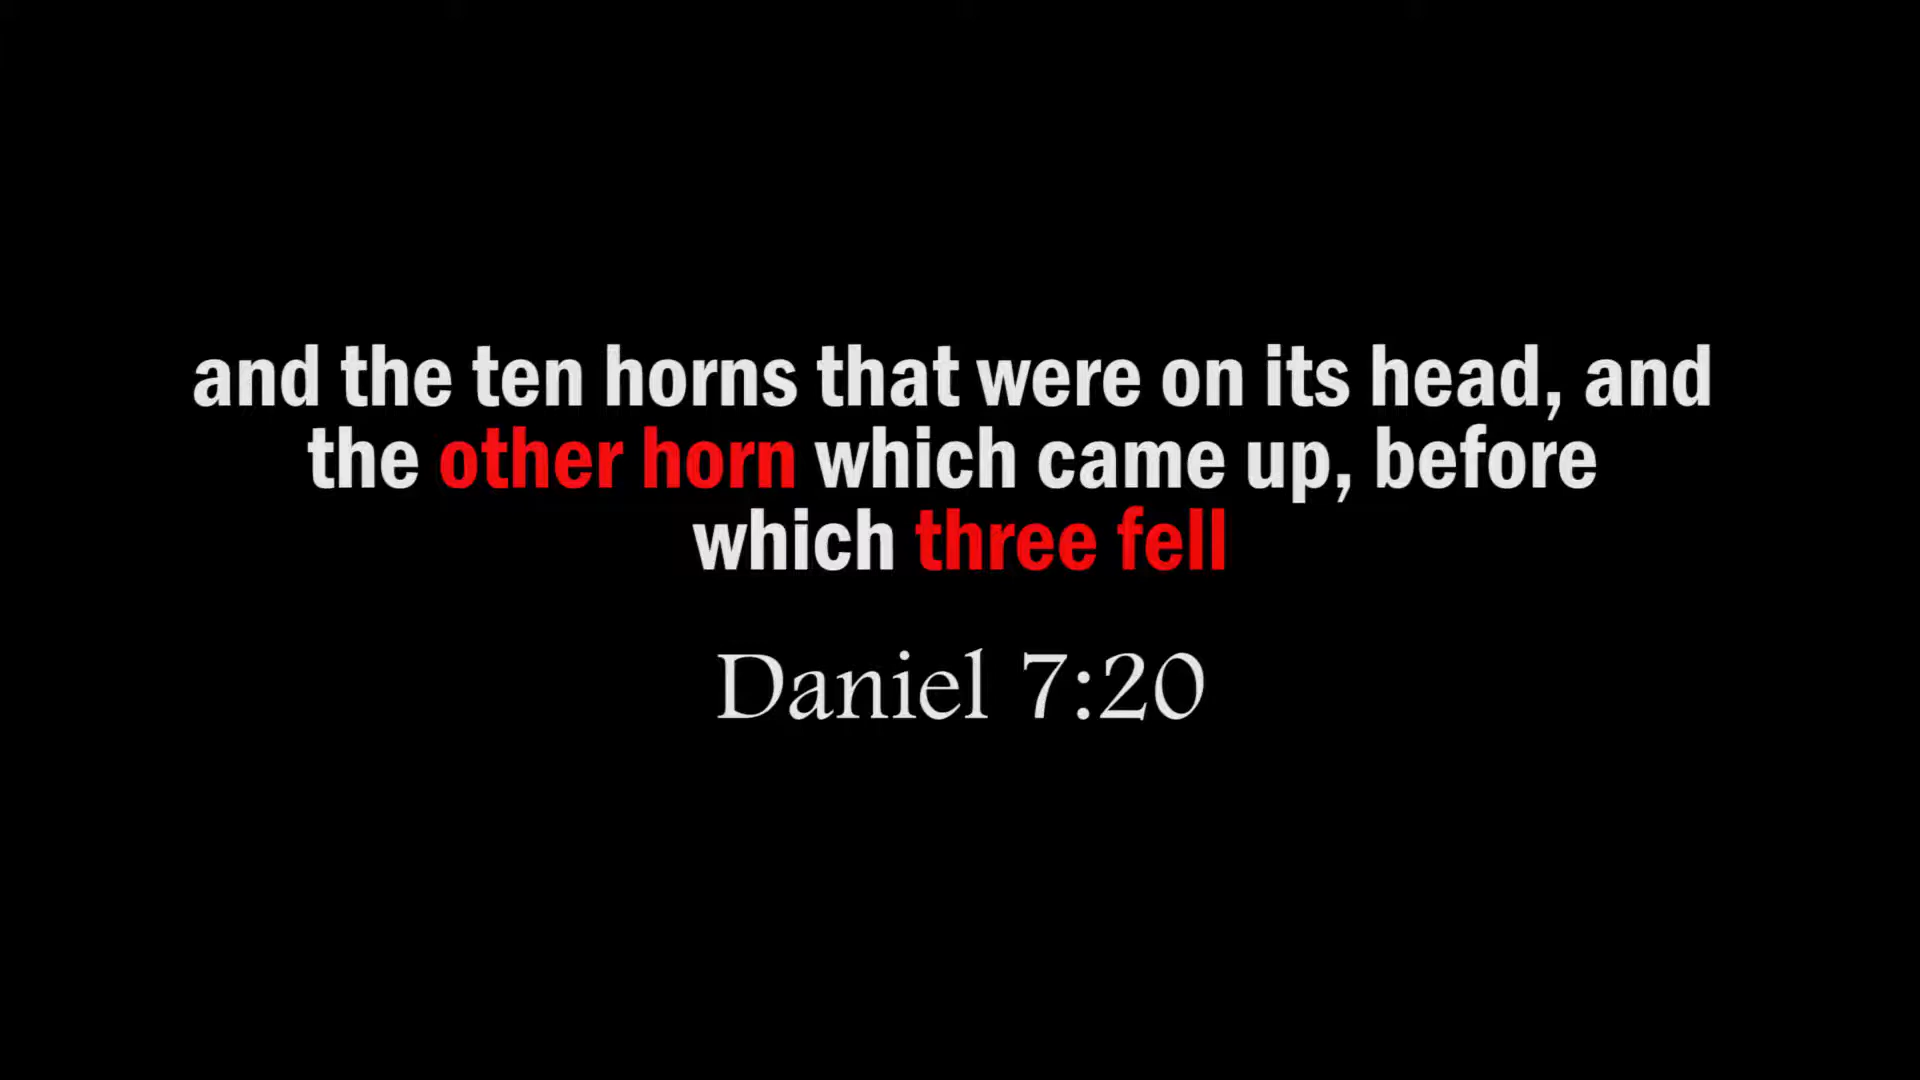 and the ten horns that were on its head, and
the other horn which came up, before
which three fell
Daniel 7:20